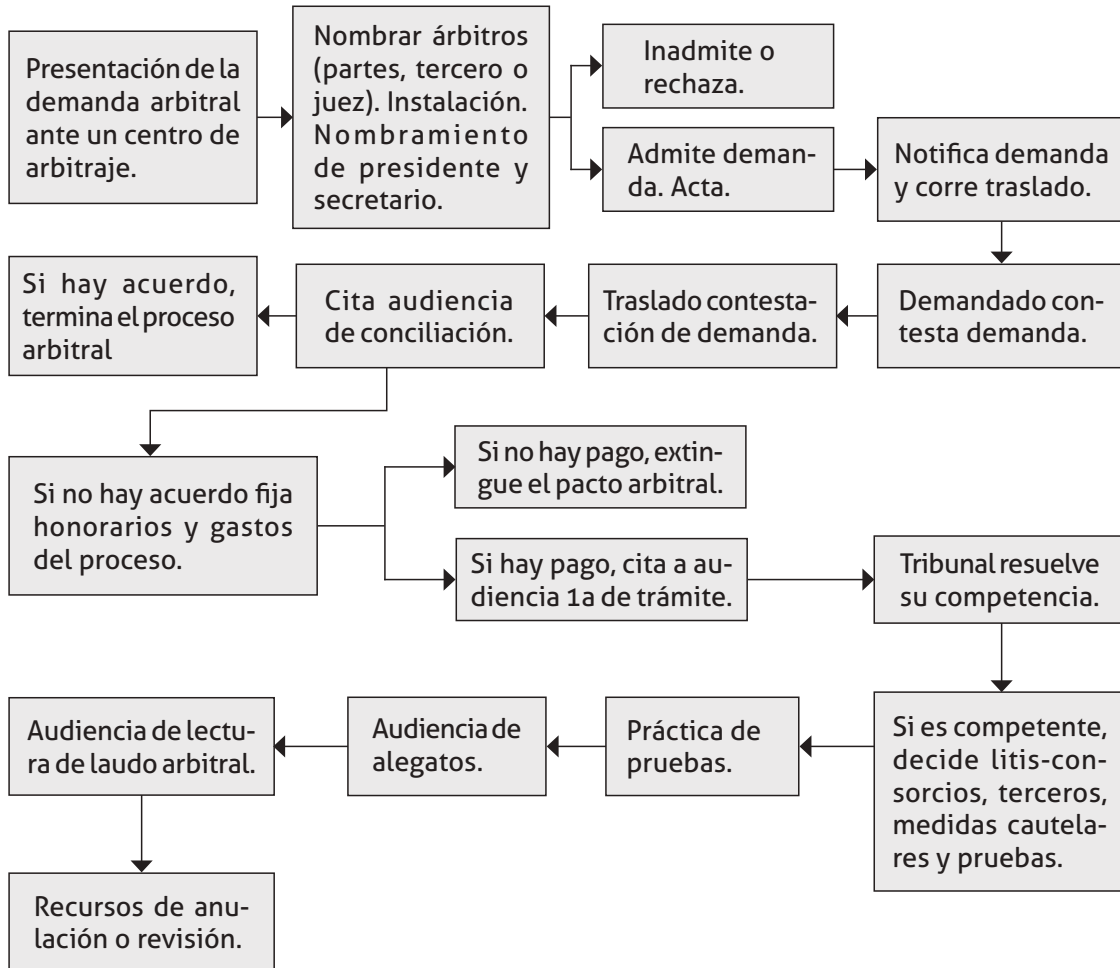 Presentación de la
demanda arbitral
ante un centro de
arbitraje.
Nombrar árbitros
(partes, tercero o
juez). Instalación.
Nombramiento
de presidente y
secretario.
Inadmite o
rechaza.
Admite deman-
da. Acta.
Notifica demanda
y corre traslado.
Demandado con-
testa demanda.
Traslado contesta-
ción de demanda.
Cita audiencia
de conciliación.
Si hay acuerdo,
termina el proceso
arbitral
Si no hay acuerdo fija
honorarios y gastos
del proceso.
Si no hay pago, extin-
gue el pacto arbitral.
Si hay pago, cita a au-
diencia 1a de trámite.
Tribunal resuelve
su competencia.
Si es competente,
decide litis-con-
sorcios, terceros,
medidas cautela-
res y pruebas.
Práctica de
pruebas.
Audiencia de
alegatos.
Audiencia de lectu-
ra de laudo arbitral.
Recursos de anu-
lación o revisión.